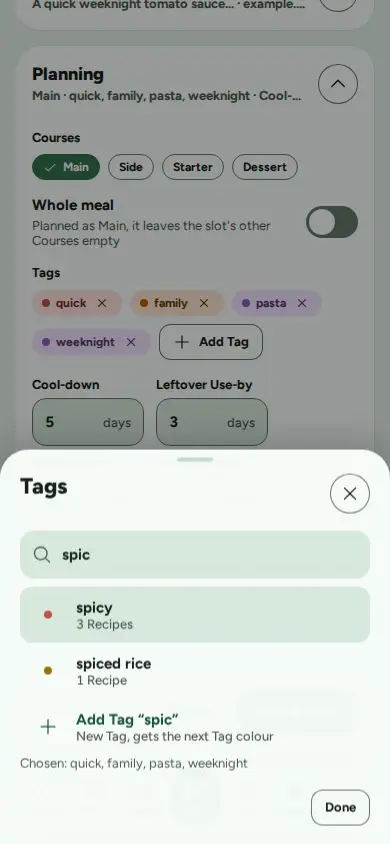 A quick weeknight tomato sauce... · example....
Planning
Main · quick, family, pasta, weeknight · Cool-...
Courses
Main Side Starter Dessert
Whole meal
Planned as Main, it leaves the slot's other
Courses empty
Tags
quick family pasta
weeknight Add Tag
Cool-down Leftover Use-by
5 days 3 days
Tags
spic
spicy
3 Recipes
spiced rice
1 Recipe
Add Tag “spic”
New Tag, gets the next Tag colour
Chosen: quick, family, pasta, weeknight
Done